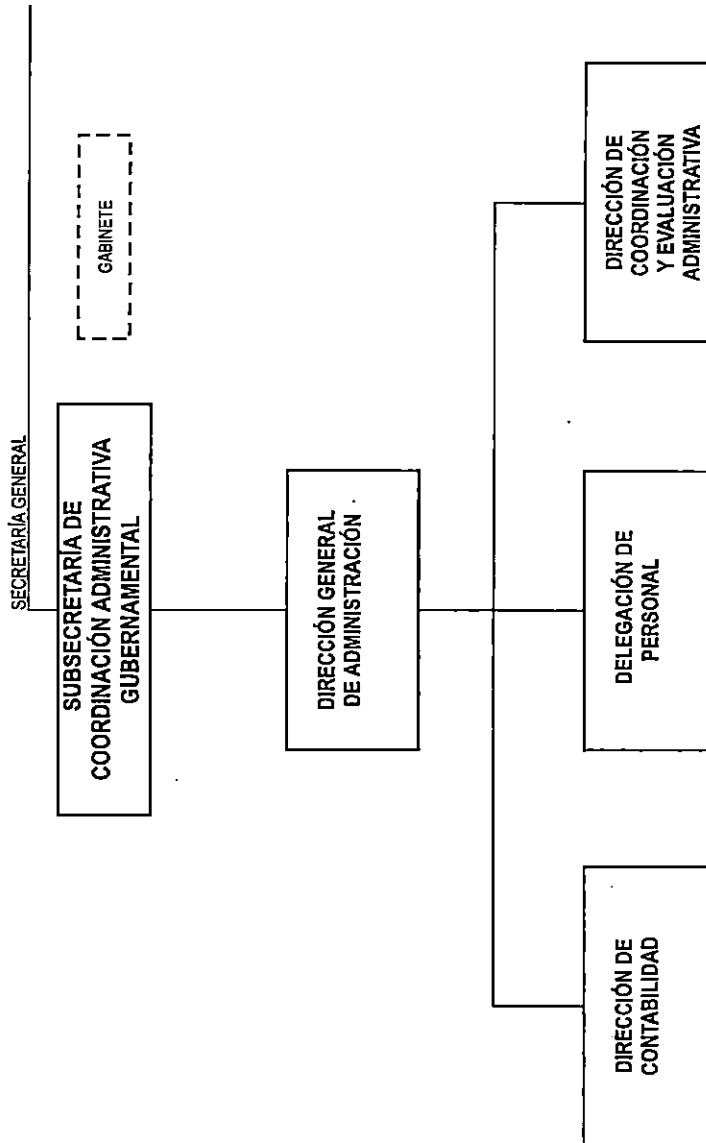 SECRETARÍA GENERAL
SUBSECRETARÍA DE
COORDINACIÓN ADMINISTRATIVA
GUBERNAMENTAL
GABINETE
DIRECCIÓN GENERAL
DE ADMINISTRACIÓN
DIRECCIÓN DE
CONTABILIDAD
DELEGACIÓN DE
PERSONAL
DIRECCIÓN DE
COORDINACIÓN
Y EVALUACIÓN
ADMINISTRATIVA